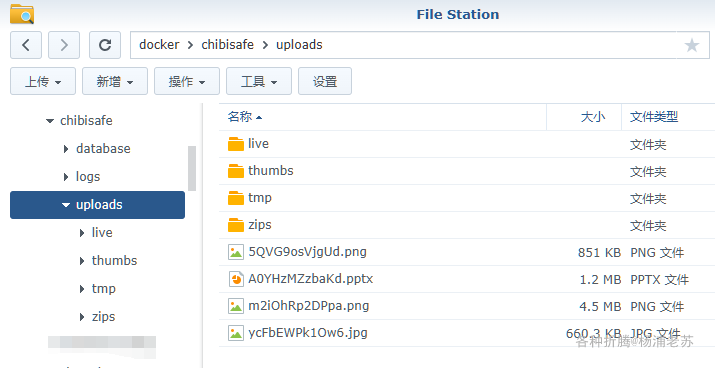 File Station
docker > chibisafe > uploads
上传 新增 操作 工具 设置
chibisafe
database
logs
uploads
live
thumbs
tmp
zips
名称 大小 文件类型
live 文件夹
thumbs 文件夹
tmp 文件夹
zips 文件夹
5QVG9osVjgUd.png 851 KB PNG 文件
A0YHzMZzbaKd.pptx 1.2 MB PPTX 文件
m2iOhRp2DPpa.png 4.5 MB PNG 文件
ycFbEWPk1Ow6.jpg 660.3 KB JPG 文件
各种折腾@杨浦老苏